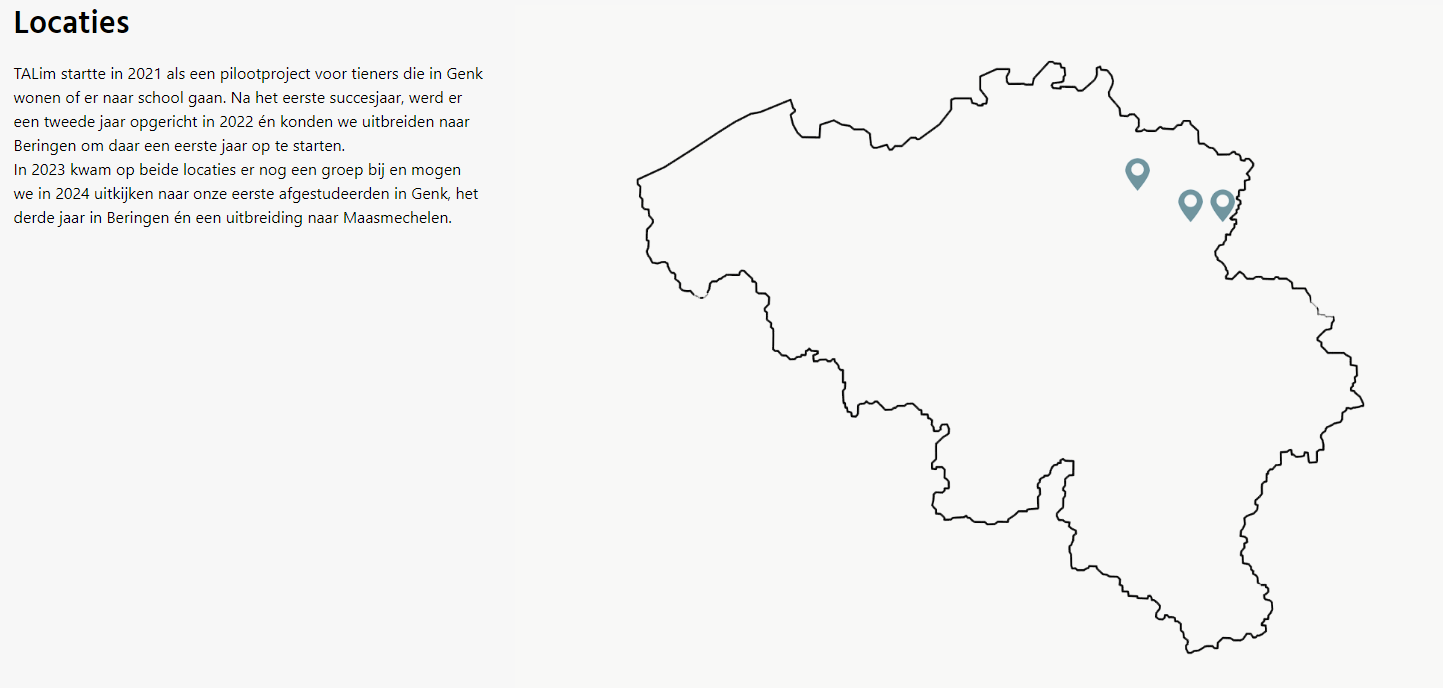 Locaties
TALim startte in 2021 als een pilootproject voor tieners die in Genk
wonen of er naar school gaan. Na het eerste succesjaar, werd er
een tweede jaar opgericht in 2022 én konden we uitbreiden naar
Beringen om daar een eerste jaar op te starten.
In 2023 kwam op beide locaties er nog een groep bij en mogen
we in 2024 uitkijken naar onze eerste afgestudeerden in Genk, het
derde jaar in Beringen én een uitbreiding naar Maasmechelen.